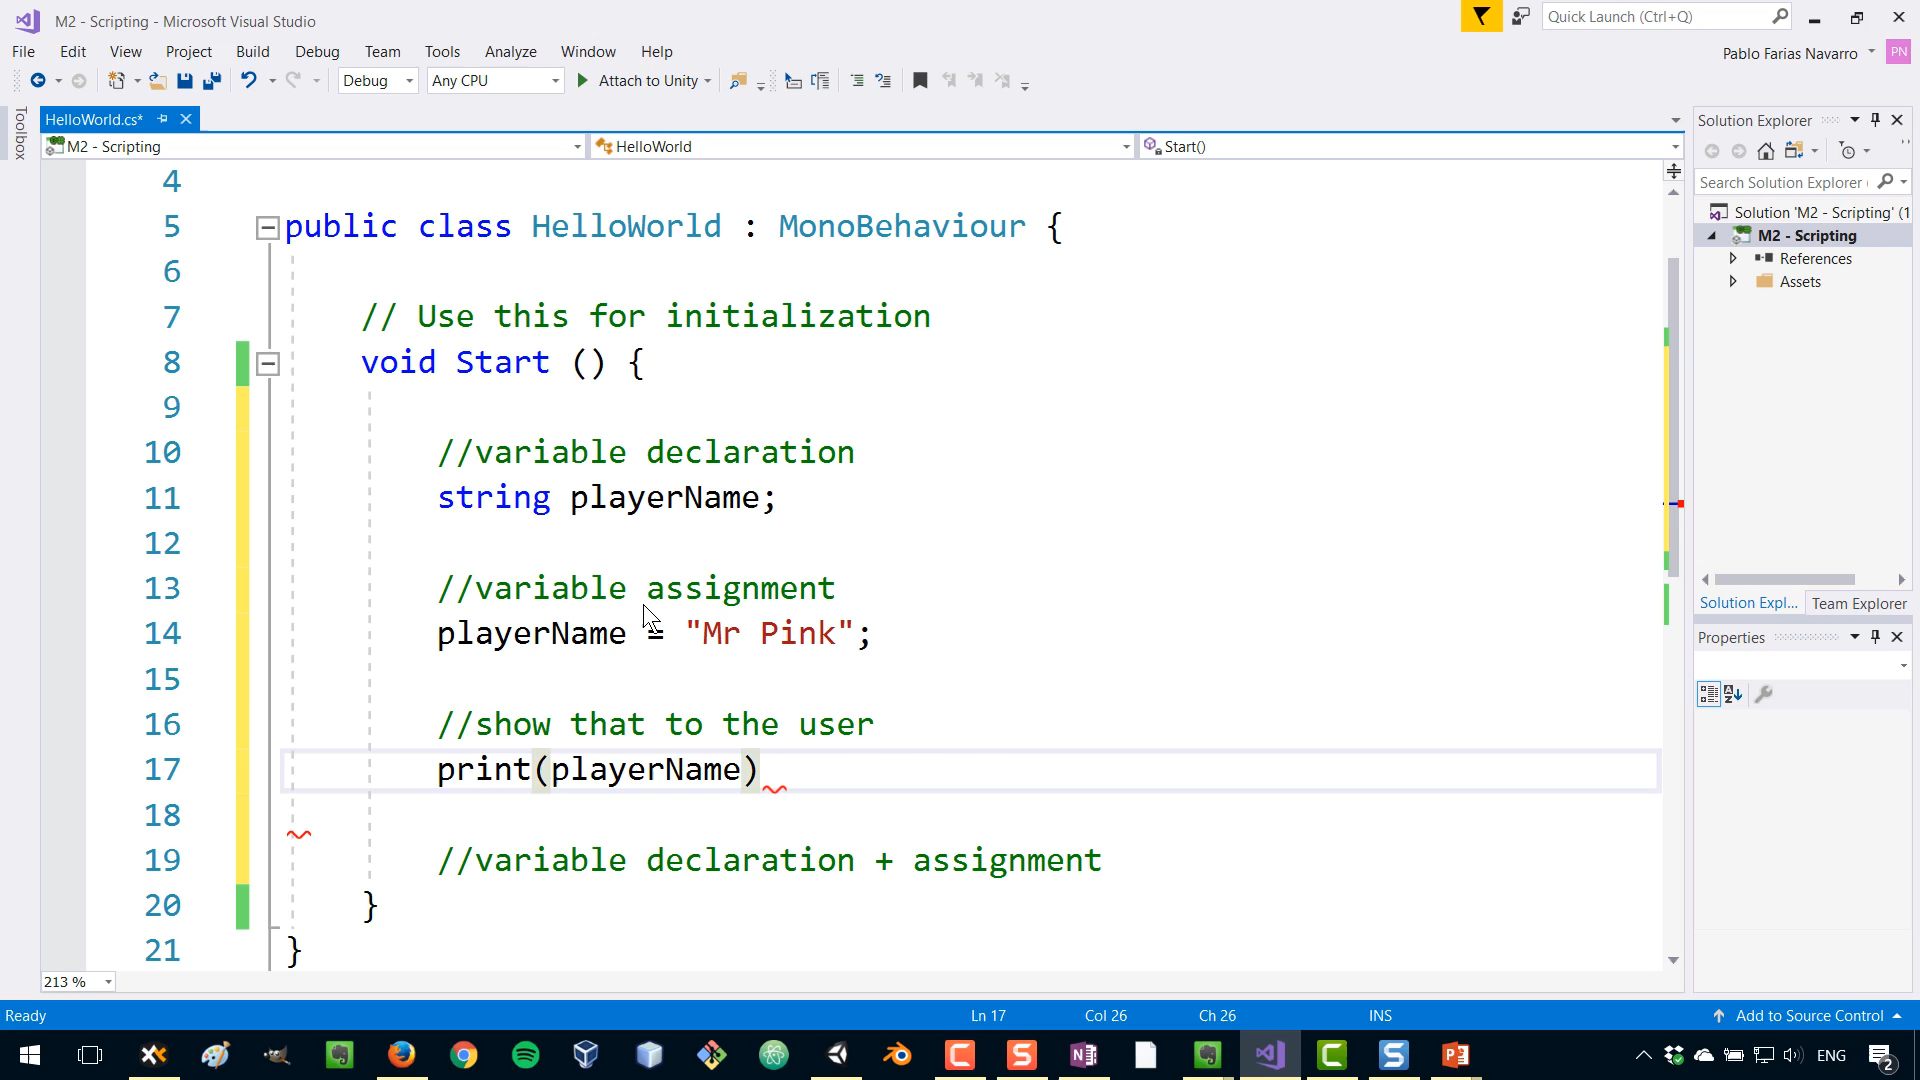 M2 - Scripting - Microsoft Visual Studio
Quick Launch (Ctrl+Q)
File Edit View Project Build Debug Team Tools Analyze Window Help
Pablo Farias Navarro PN
Debug Any CPU Attach to Unity
Toolbox
HelloWorld.cs*
M2 - Scripting HelloWorld Start()
4
5 public class HelloWorld : MonoBehaviour {
6
7 // Use this for initialization
8 void Start () {
9
10 //variable declaration
11 string playerName;
12
13 //variable assignment
14 playerName = "Mr Pink";
15
16 //show that to the user
17 print(playerName)
18
19 //variable declaration + assignment
20 }
21 }
213 %
Solution Explorer
Search Solution Explorer (
Solution 'M2 - Scripting' (1
M2 - Scripting
References
Assets
Solution Expl... Team Explorer
Properties
Ready Ln 17 Col 26 Ch 26 INS Add to Source Control
ENG 2